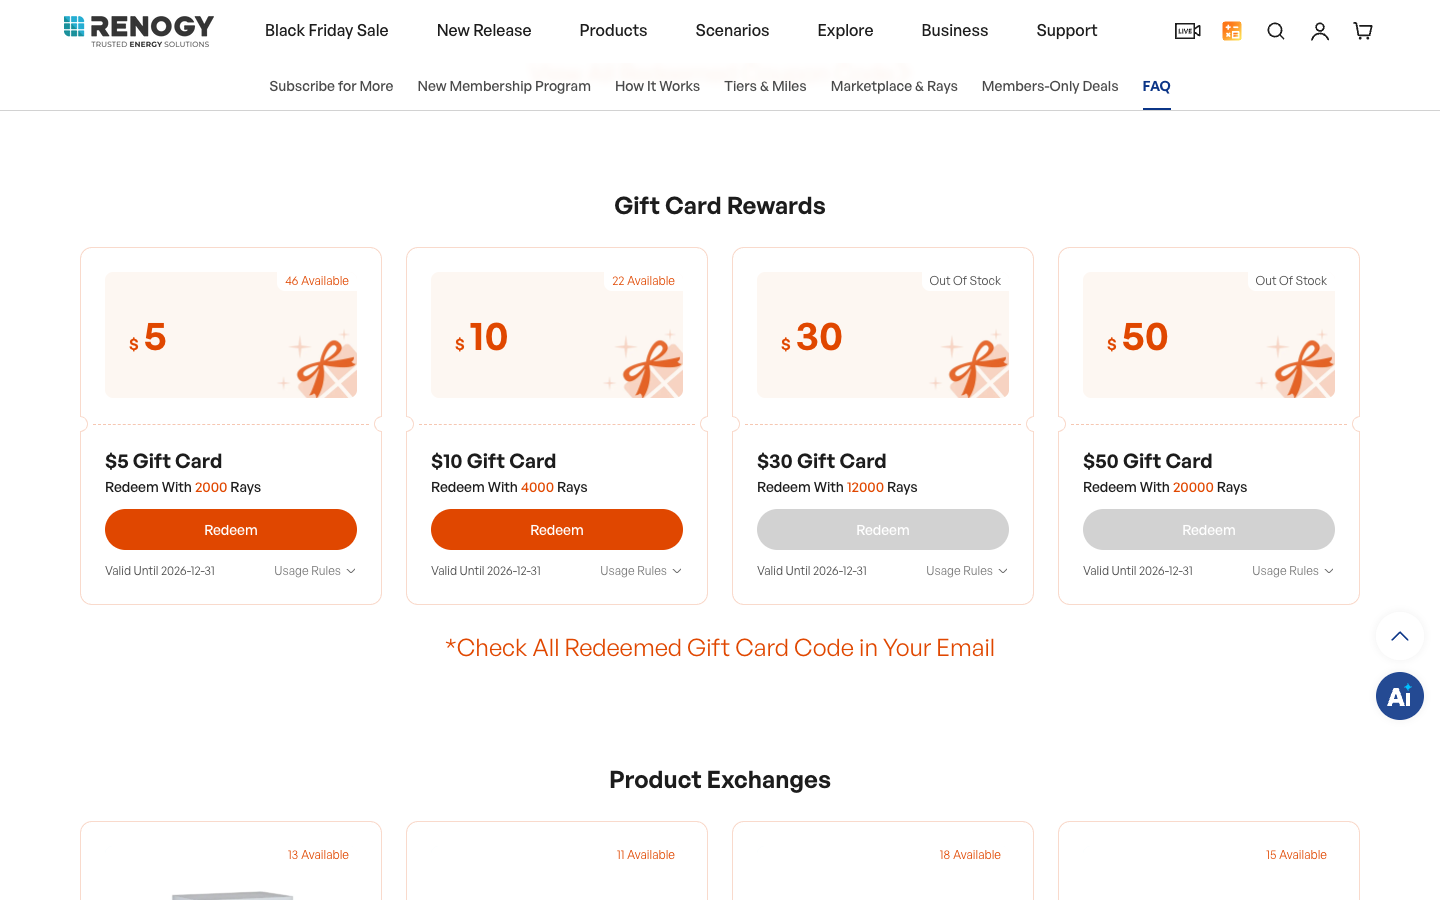 RENOGY
TRUSTED ENERGY SOLUTIONS
Black Friday Sale
New Release
Products
Scenarios
Explore
Business
Support
LIVE
Subscribe for More
New Membership Program
How It Works
Tiers & Miles
Marketplace & Rays
Members-Only Deals
FAQ
Gift Card Rewards
46 Available
$ 5
$5 Gift Card
Redeem With 2000 Rays
Redeem
Valid Until 2026-12-31
Usage Rules
22 Available
$ 10
$10 Gift Card
Redeem With 4000 Rays
Redeem
Valid Until 2026-12-31
Usage Rules
Out Of Stock
$ 30
$30 Gift Card
Redeem With 12000 Rays
Redeem
Valid Until 2026-12-31
Usage Rules
Out Of Stock
$ 50
$50 Gift Card
Redeem With 20000 Rays
Redeem
Valid Until 2026-12-31
Usage Rules
*Check All Redeemed Gift Card Code in Your Email
Ai
Product Exchanges
13 Available
11 Available
18 Available
15 Available